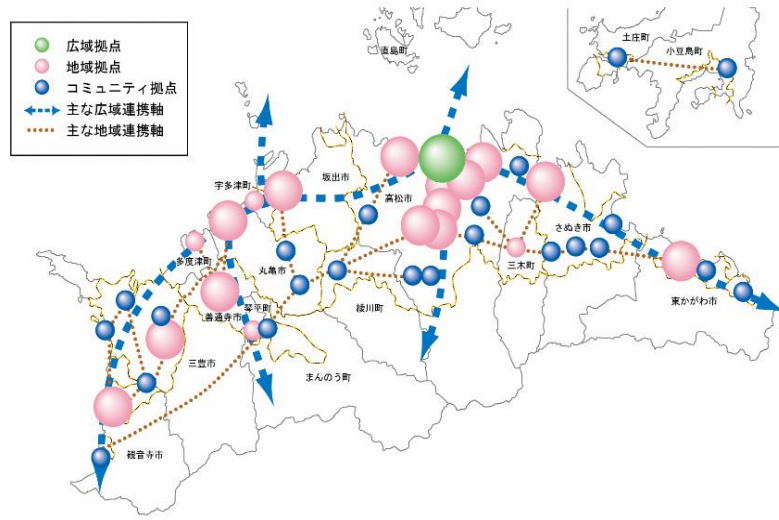 広域拠点
地域拠点
コミュニティ拠点
主な広域連携軸
主な地域連携軸
直島町
土庄町
小豆島町
宇多津町
坂出市
高松市
さぬき市
多度津町
丸亀市
三木町
善通寺市
琴平町
綾川町
東かがわ市
三豊市
まんのう町
観音寺市